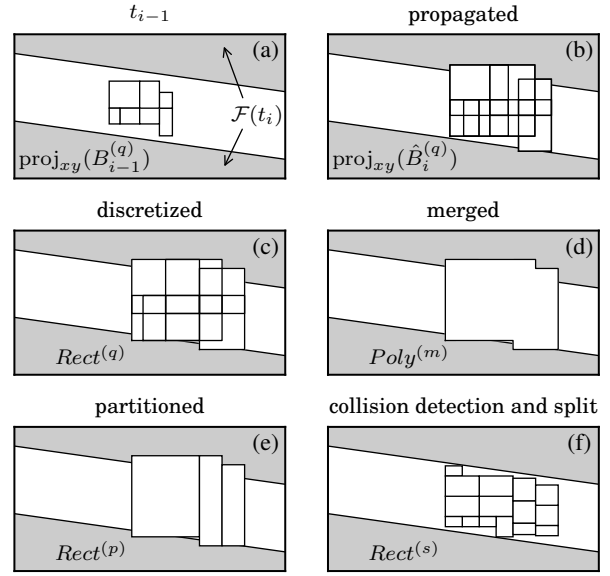 t_{i−1}
propagated
(a)
F(t_i)
proj_{xy}(B_{i−1}^{(q)})
(b)
proj_{xy}(B̂_i^{(q)})
discretized
merged
(c)
Rect^{(q)}
(d)
Poly^{(m)}
partitioned
collision detection and split
(e)
Rect^{(p)}
(f)
Rect^{(s)}